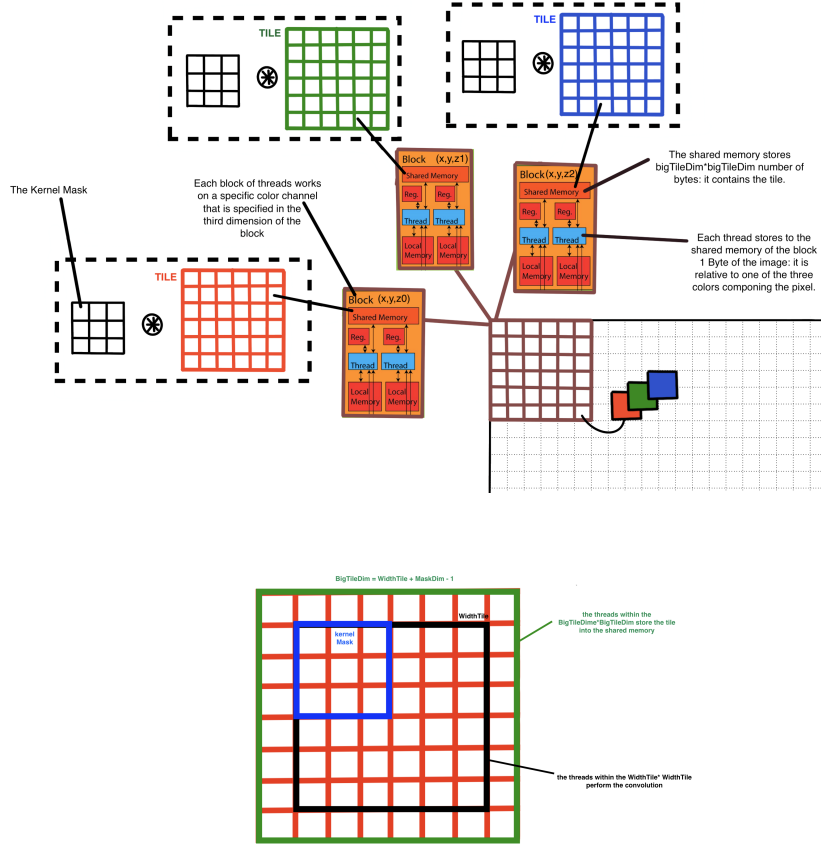 TILE
TILE
Block (x,y,z1)
Shared Memory
Reg.
Reg.
Thread
Thread
Local
Memory
Local
Memory
Block(x,y,z2)
Shared Memory
Reg.
Reg.
Thread
Thread
Local
Memory
Local
Memory
The shared memory stores
bigTileDim*bigTileDim number of
bytes: it contains the tile.
The Kernel Mask
Each block of threads works
on a specific color channel
that is specified in the
third dimension of the
block
Each thread stores to the
shared memory of the block
1 Byte of the image: it is
relative to one of the three
colors componing the pixel.
TILE
Block (x,y,z0)
Shared Memory
Reg.
Reg.
Thread
Thread
Local
Memory
Local
Memory
BigTileDim = WidthTile + MaskDim - 1
WidthTile
kernel
Mask
the threads within the
BigTileDime*BigTileDim store the tile
into the shared memory
the threads within the WidthTile* WidthTile
perform the convolution